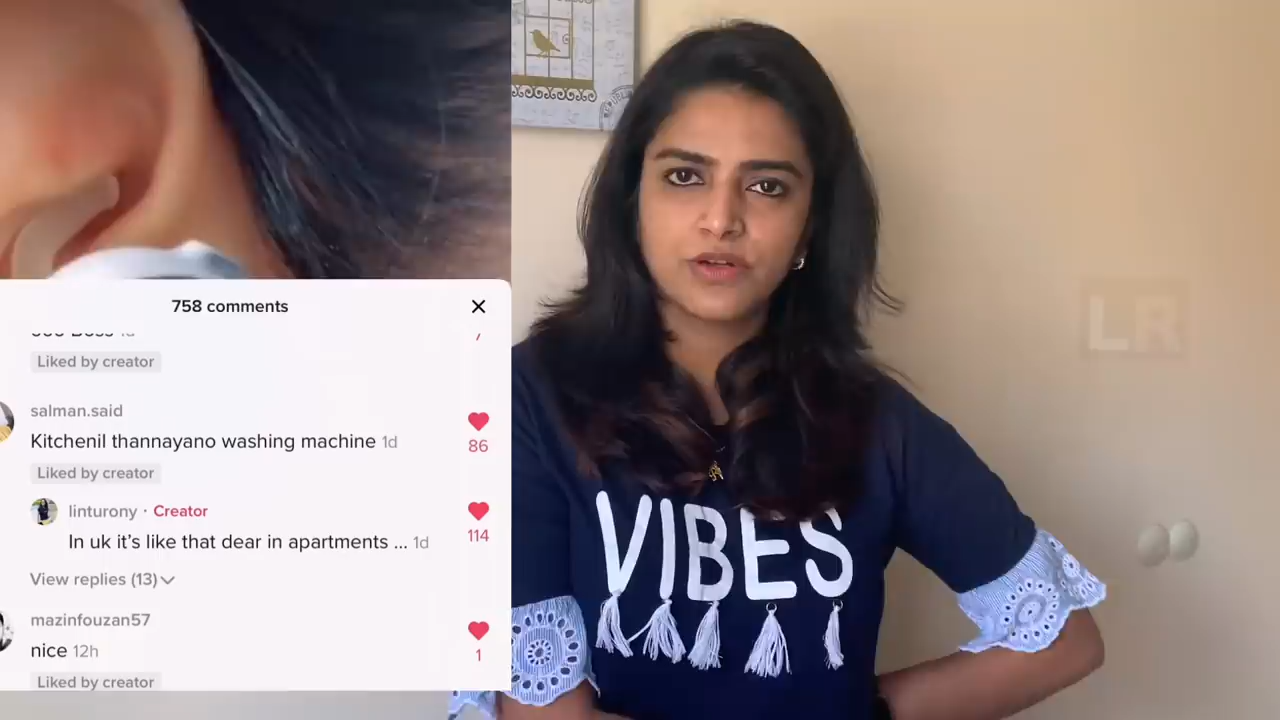 758 comments
Liked by creator
salman.said
Kitchenil thannayano washing machine 1d
86
Liked by creator
linturony · Creator
In uk it's like that dear in apartments ... 1d
114
View replies (13)
mazinfouzan57
nice 12h
1
Liked by creator
VIBES
LR